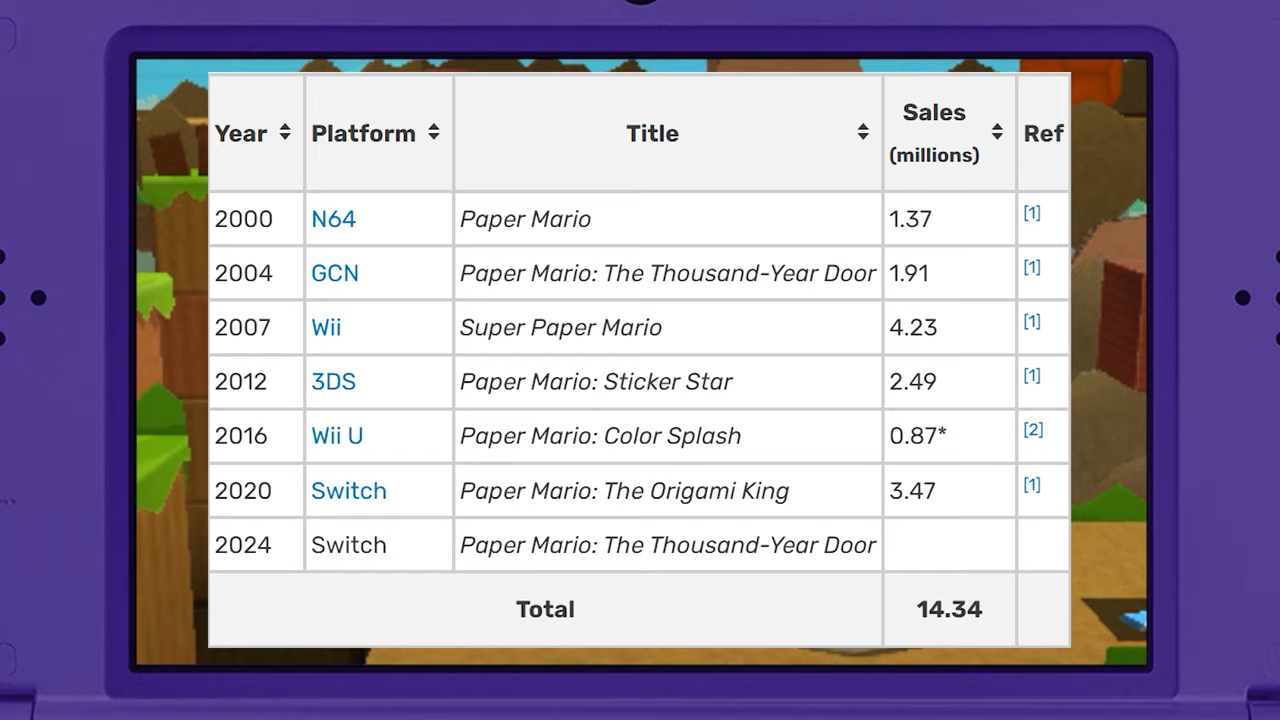 Year Platform Title Sales (millions) Ref
2000 N64 Paper Mario 1.37 [1]
2004 GCN Paper Mario: The Thousand-Year Door 1.91 [1]
2007 Wii Super Paper Mario 4.23 [1]
2012 3DS Paper Mario: Sticker Star 2.49 [1]
2016 Wii U Paper Mario: Color Splash 0.87* [2]
2020 Switch Paper Mario: The Origami King 3.47 [1]
2024 Switch Paper Mario: The Thousand-Year Door
Total 14.34